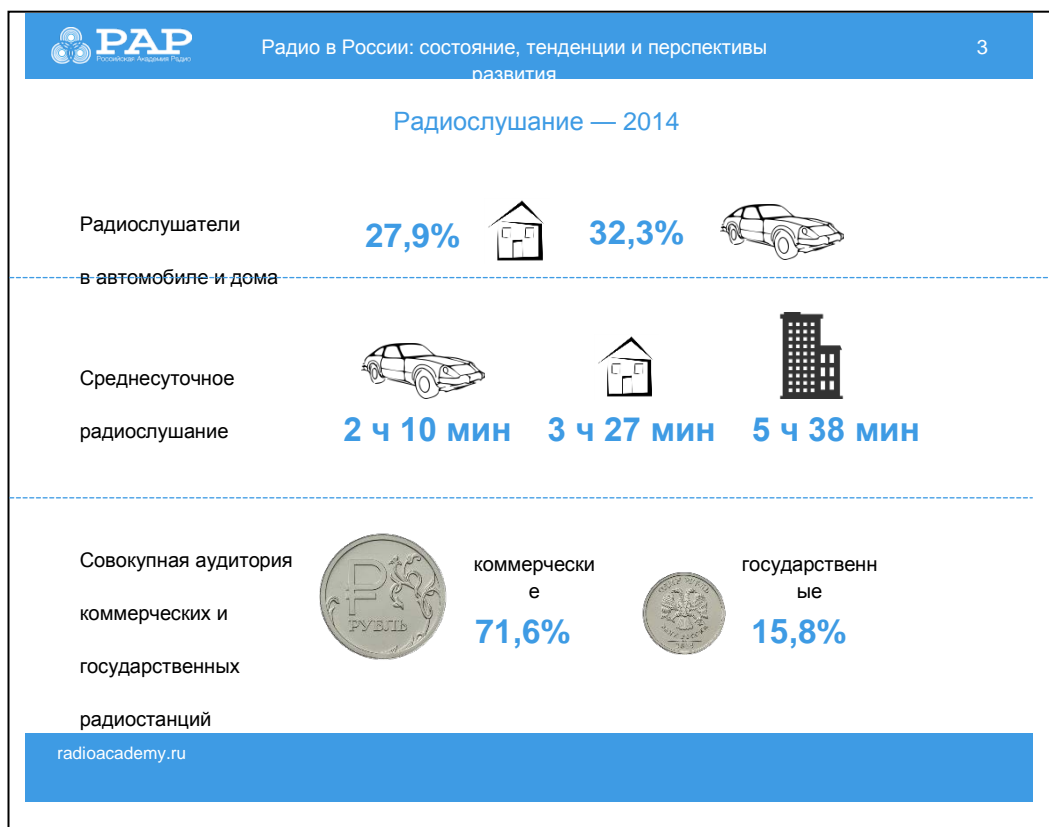 РАР
Российская Академия Радио
Радио в России: состояние, тенденции и перспективы
развития
3
Радиослушание — 2014
Радиослушатели
в автомобиле и дома
27,9%
32,3%
Среднесуточное
радиослушание
2 ч 10 мин
3 ч 27 мин
5 ч 38 мин
Совокупная аудитория
коммерческих и
государственных
радиостанций
РУБЛЬ
коммерчески
е
71,6%
государственн
ые
15,8%
radioacademy.ru